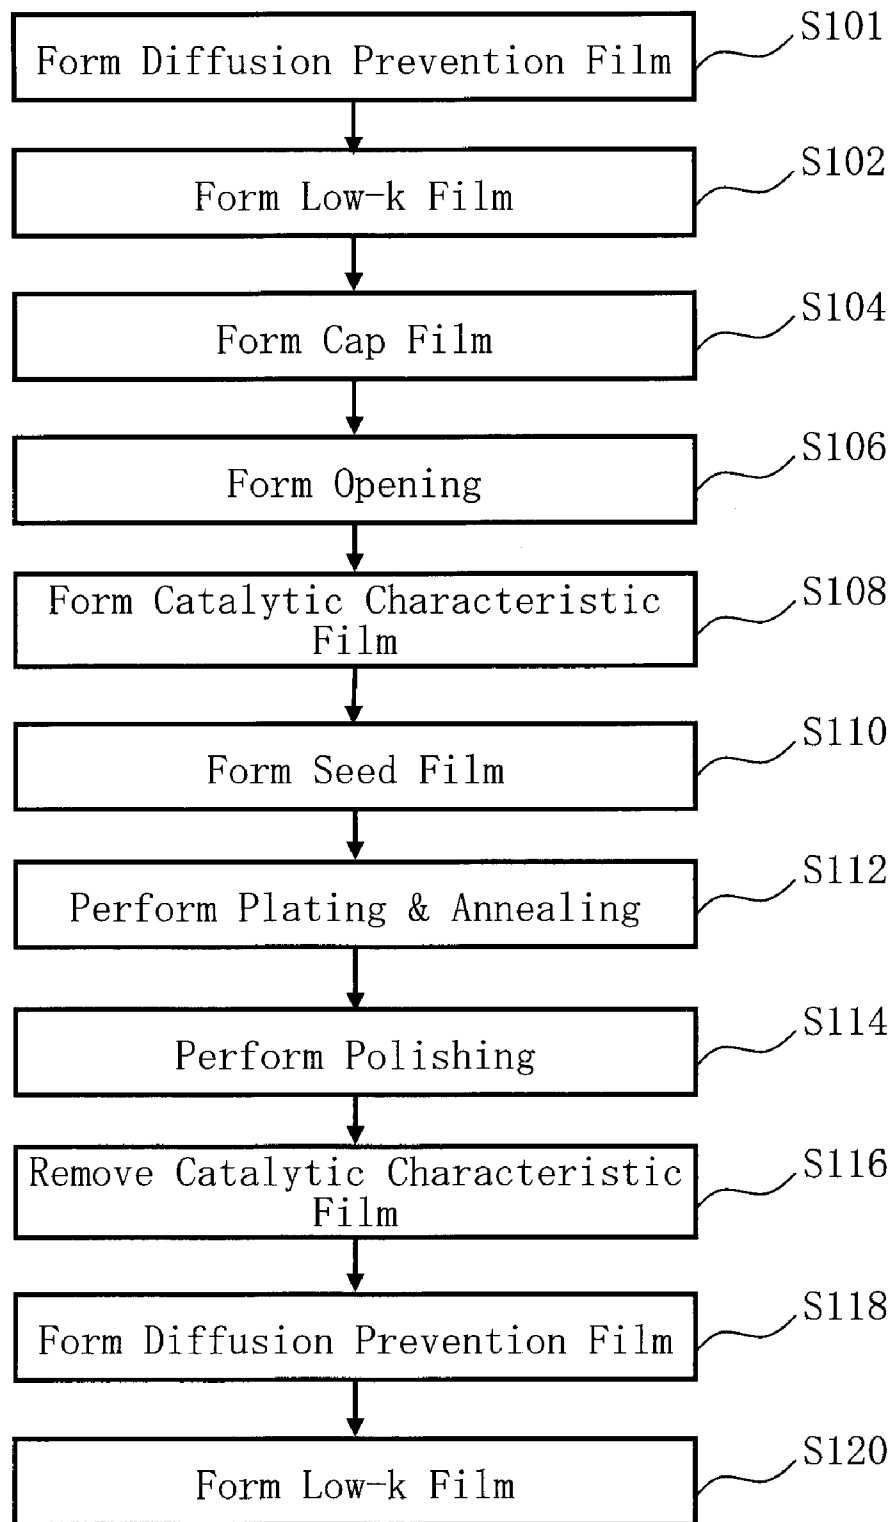 S101
Form Diffusion Prevention Film
S102
Form Low-k Film
S104
Form Cap Film
S106
Form Opening
S108
Form Catalytic Characteristic
Film
S110
Form Seed Film
S112
Perform Plating & Annealing
S114
Perform Polishing
S116
Remove Catalytic Characteristic
Film
S118
Form Diffusion Prevention Film
S120
Form Low-k Film